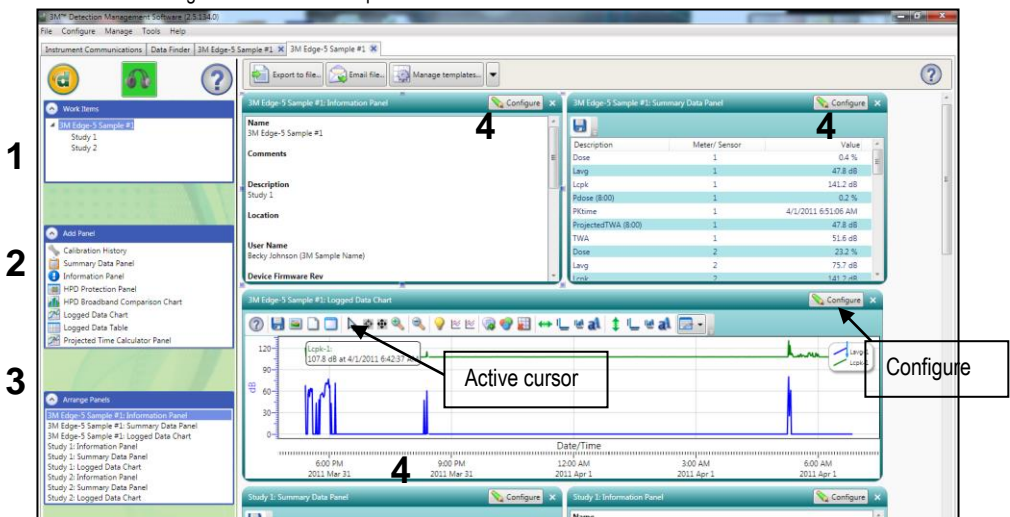 3M™ Detection Management Software (2.5.134.0)
File Configure Manage Tools Help
Instrument Communications Data Finder 3M Edge-5 Sample #1 3M Edge-5 Sample #1
Export to file... Email file... Manage templates...
Work Items
3M Edge-5 Sample #1
Study 1
Study 2
1
Add Panel
Calibration History
Summary Data Panel
Information Panel
HPD Protection Panel
HPD Broadband Comparison Chart
Logged Data Chart
Logged Data Table
Projected Time Calculator Panel
2
Arrange Panels
3M Edge-5 Sample #1: Information Panel
3M Edge-5 Sample #1: Summary Data Panel
3M Edge-5 Sample #1: Logged Data Chart
Study 1: Information Panel
Study 1: Summary Data Panel
Study 1: Logged Data Chart
Study 2: Information Panel
Study 2: Summary Data Panel
Study 2: Logged Data Chart
3
3M Edge-5 Sample #1: Information Panel Configure
4
Name
3M Edge-5 Sample #1
Comments
Description
Study 1
Location
User Name
Becky Johnson (3M Sample Name)
Device Firmware Rev
3M Edge-5 Sample #1: Summary Data Panel Configure
4
Description Meter/ Sensor Value
Dose 1 0.4 %
Lavg 1 47.8 dB
Lcpk 1 141.2 dB
Pdose (8:00) 1 0.2 %
PKtime 1 4/1/2011 6:51:06 AM
ProjectedTWA (8:00) 1 47.8 dB
TWA 1 51.6 dB
Dose 2 23.2 %
Lavg 2 75.7 dB
Lcpk 2 141.2 dB
3M Edge-5 Sample #1: Logged Data Chart Configure
Lcpk-1:
107.8 dB at 4/1/2011 6:42:37 AM
Lavg-1
Lcpk-1
Active cursor
Configure
120
90
60
30
0
dB
Date/Time
6:00 PM 9:00 PM 12:00 AM 3:00 AM 6:00 AM
2011 Mar 31 2011 Mar 31 2011 Apr 1 2011 Apr 1 2011 Apr 1
4
Study 1: Summary Data Panel Configure
Study 1: Information Panel Configure
Name